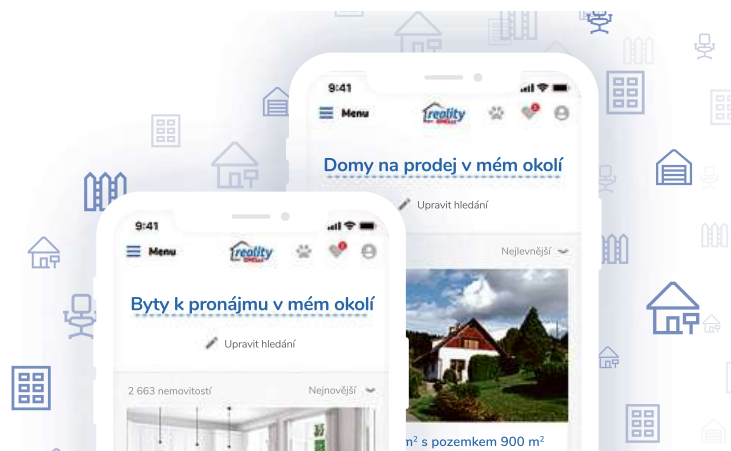 9:41
Menu
reality
Domy na prodej v mém okolí
Upravit hledání
Nejlevnější
m² s pozemkem 900 m²
9:41
Menu
reality
Byty k pronájmu v mém okolí
Upravit hledání
2 663 nemovitostí
Nejnovější